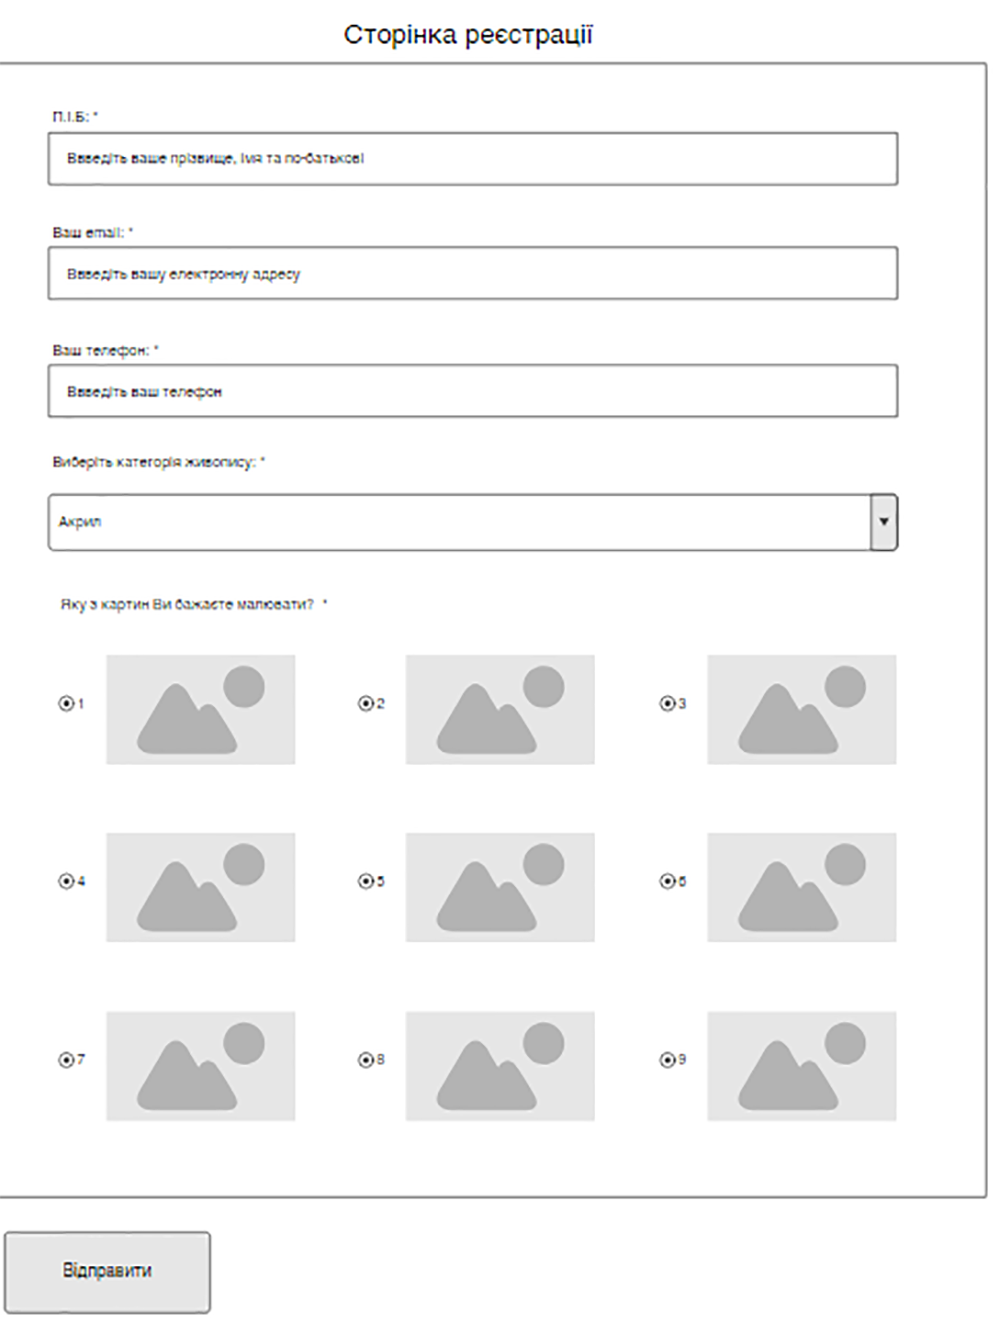 Сторінка реєстрації
П.І.Б: *
Введіть ваше прізвище, імя та по-батькові
Ваш email: *
Введіть вашу електронну адресу
Ваш телефон: *
Введіть ваш телефон
Виберіть категорія живопису: *
Акрил
Яку з картин Ви бажаєте малювати? *
1 2 3
4 5 6
7 8 9
Відправити